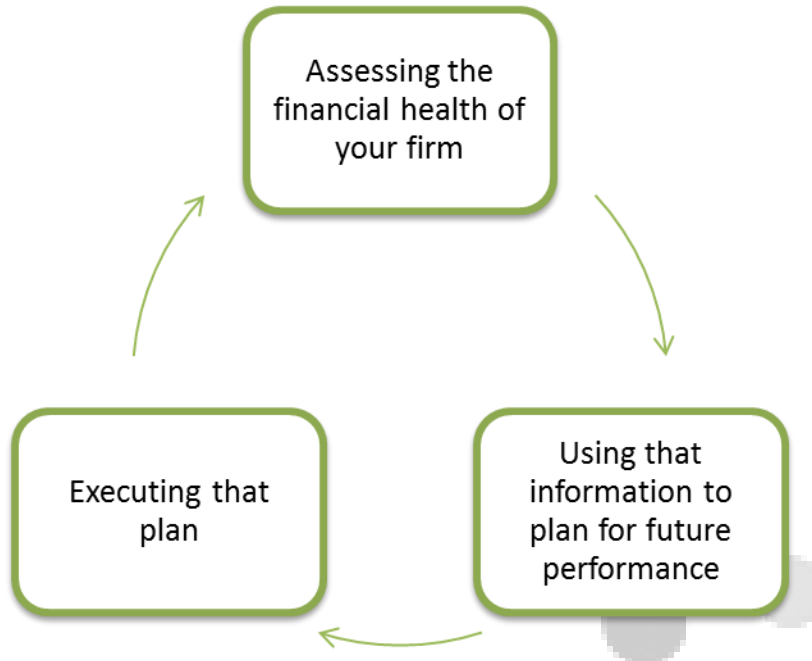 Assessing the
financial health of
your firm
Using that
information to
plan for future
performance
Executing that
plan